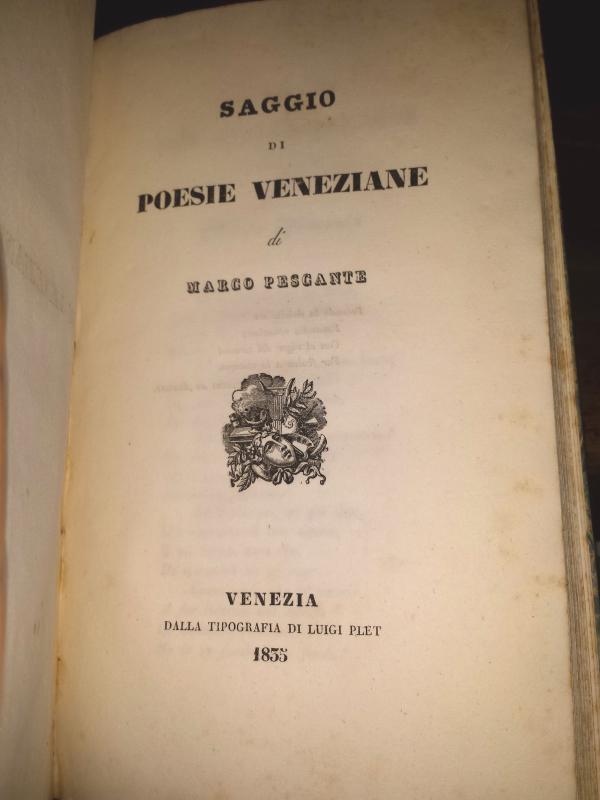 SAGGIO
DI
POESIE VENEZIANE
di
MARCO PESCANTE
VENEZIA
DALLA TIPOGRAFIA DI LUIGI PLET
1835